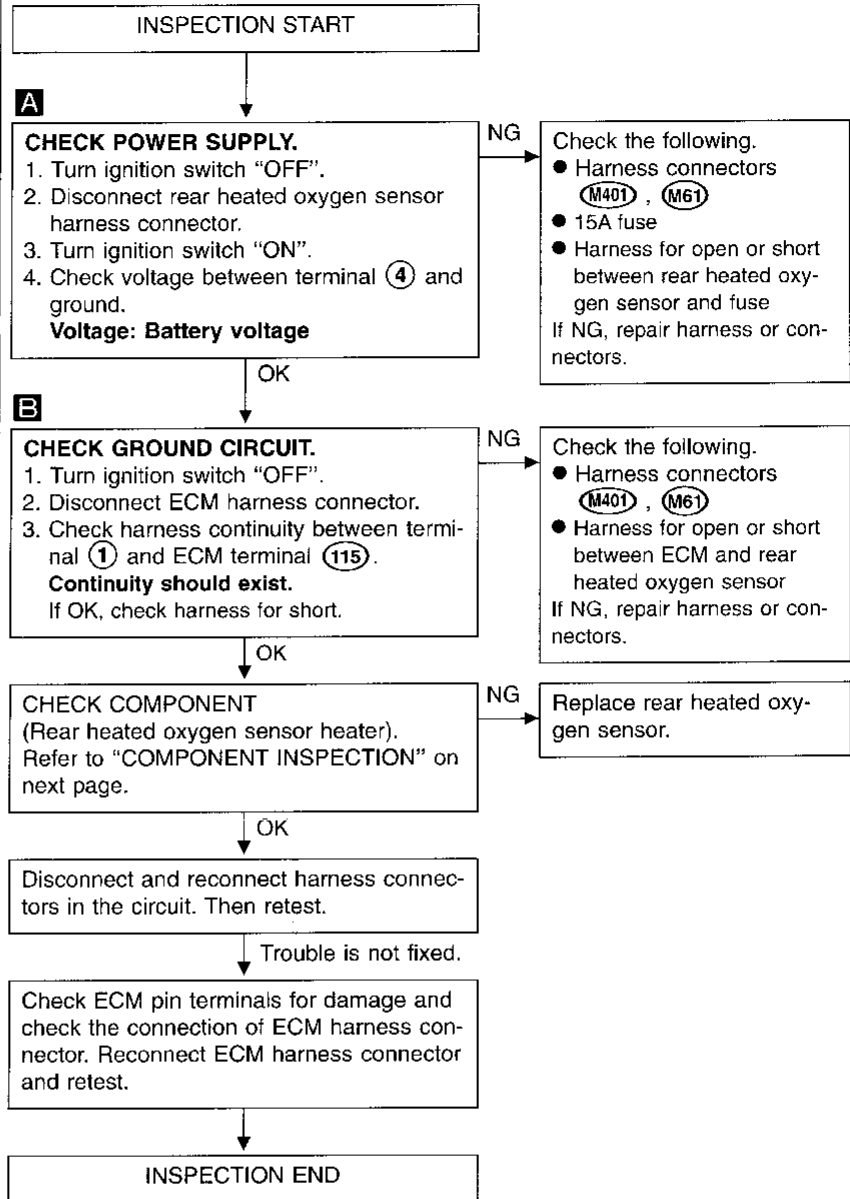 INSPECTION START
A
CHECK POWER SUPPLY.
1. Turn ignition switch “OFF”.
2. Disconnect rear heated oxygen sensor
harness connector.
3. Turn ignition switch “ON”.
4. Check voltage between terminal ④ and
ground.
Voltage: Battery voltage
NG
Check the following.
● Harness connectors
M401 , M61
● 15A fuse
● Harness for open or short
between rear heated oxy-
gen sensor and fuse
If NG, repair harness or con-
nectors.
OK
B
CHECK GROUND CIRCUIT.
1. Turn ignition switch “OFF”.
2. Disconnect ECM harness connector.
3. Check harness continuity between termi-
nal ① and ECM terminal 115.
Continuity should exist.
If OK, check harness for short.
NG
Check the following.
● Harness connectors
M401 , M61
● Harness for open or short
between ECM and rear
heated oxygen sensor
If NG, repair harness or con-
nectors.
OK
CHECK COMPONENT
(Rear heated oxygen sensor heater).
Refer to “COMPONENT INSPECTION” on
next page.
NG
Replace rear heated oxy-
gen sensor.
OK
Disconnect and reconnect harness connec-
tors in the circuit. Then retest.
Trouble is not fixed.
Check ECM pin terminals for damage and
check the connection of ECM harness con-
nector. Reconnect ECM harness connector
and retest.
INSPECTION END